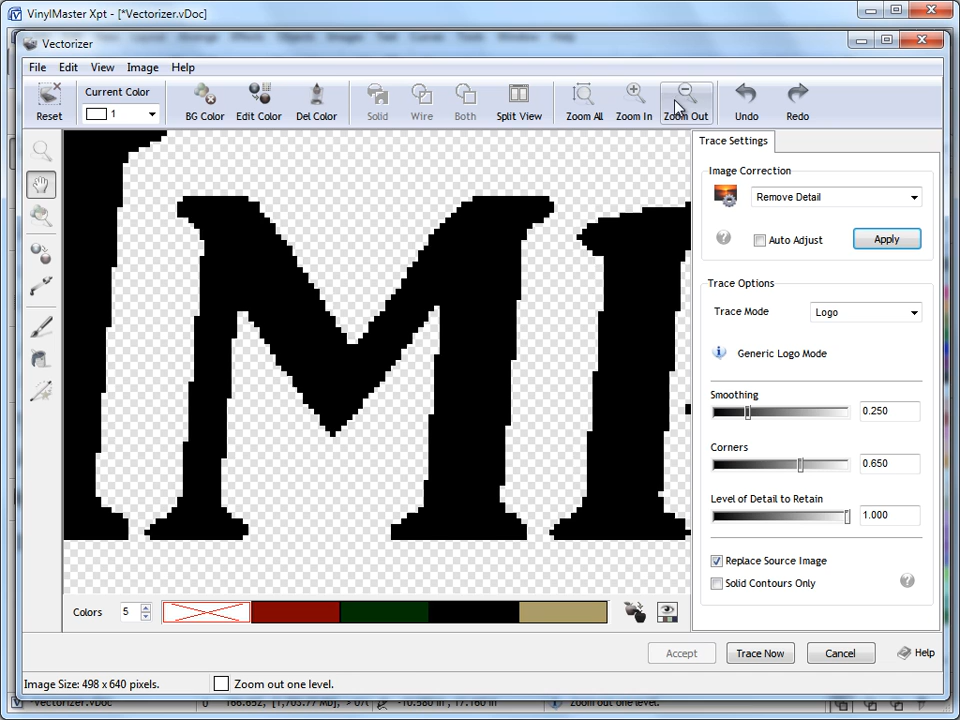 VinylMaster Xpt - [*Vectorizer.vDoc]
Vectorizer
File Edit View Image Help
Reset
Current Color
1
BG Color Edit Color Del Color Solid Wire Both Split View Zoom All Zoom In Zoom Out Undo Redo
M
Trace Settings
Image Correction
Remove Detail
Auto Adjust
Apply
Trace Options
Trace Mode Logo
Generic Logo Mode
Smoothing
0.250
Corners
0.650
Level of Detail to Retain
1.000
Replace Source Image
Solid Contours Only
Colors 5
Accept Trace Now Cancel Help
Image Size: 498 x 640 pixels. Zoom out one level.
Vectorizer.vDoc
Zoom out one level.